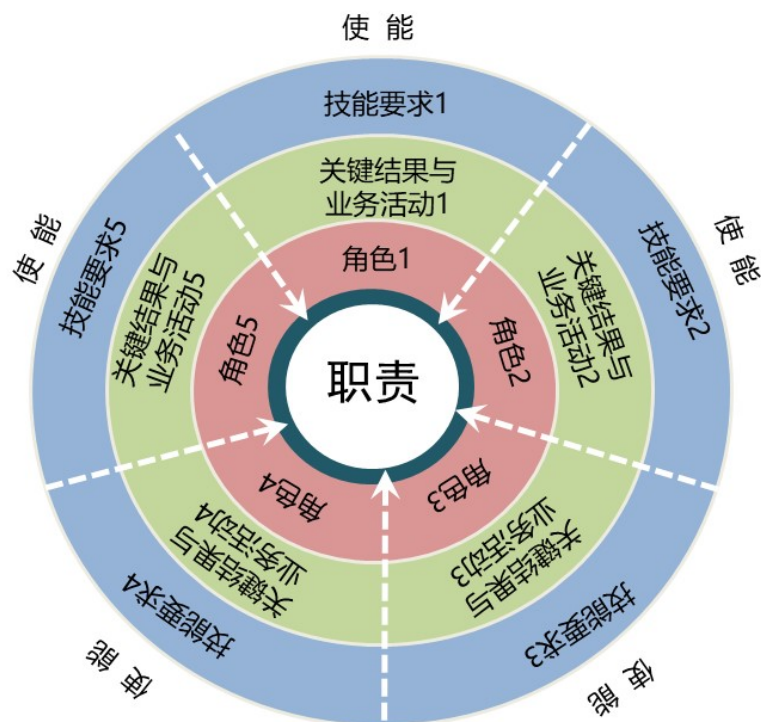 使 能
技能要求1
关键结果与
业务活动1
角色1
使 能
技能要求2
关键结果与
业务活动2
角色2
使 能
技能要求3
关键结果与
业务活动3
角色3
使 能
技能要求4
关键结果与
业务活动4
角色4
使 能
技能要求5
关键结果与
业务活动5
角色5
职责